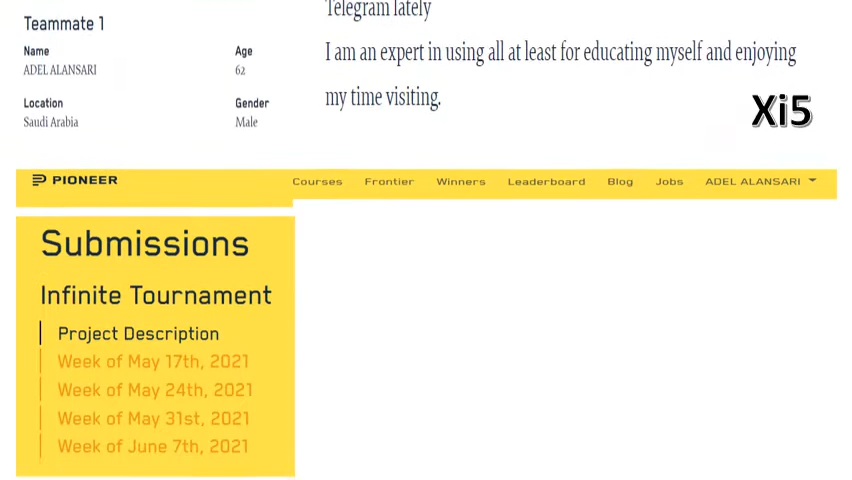 Teammate 1
Name
Age
ADEL ALANSARI
62
Location
Gender
Saudi Arabia
Male
Telegram lately
I am an expert in using all at least for educating myself and enjoying
my time visiting.
Xi5
PIONEER
Courses Frontier Winners Leaderboard Blog Jobs ADEL ALANSARI
Submissions
Infinite Tournament
Project Description
Week of May 17th, 2021
Week of May 24th, 2021
Week of May 31st, 2021
Week of June 7th, 2021